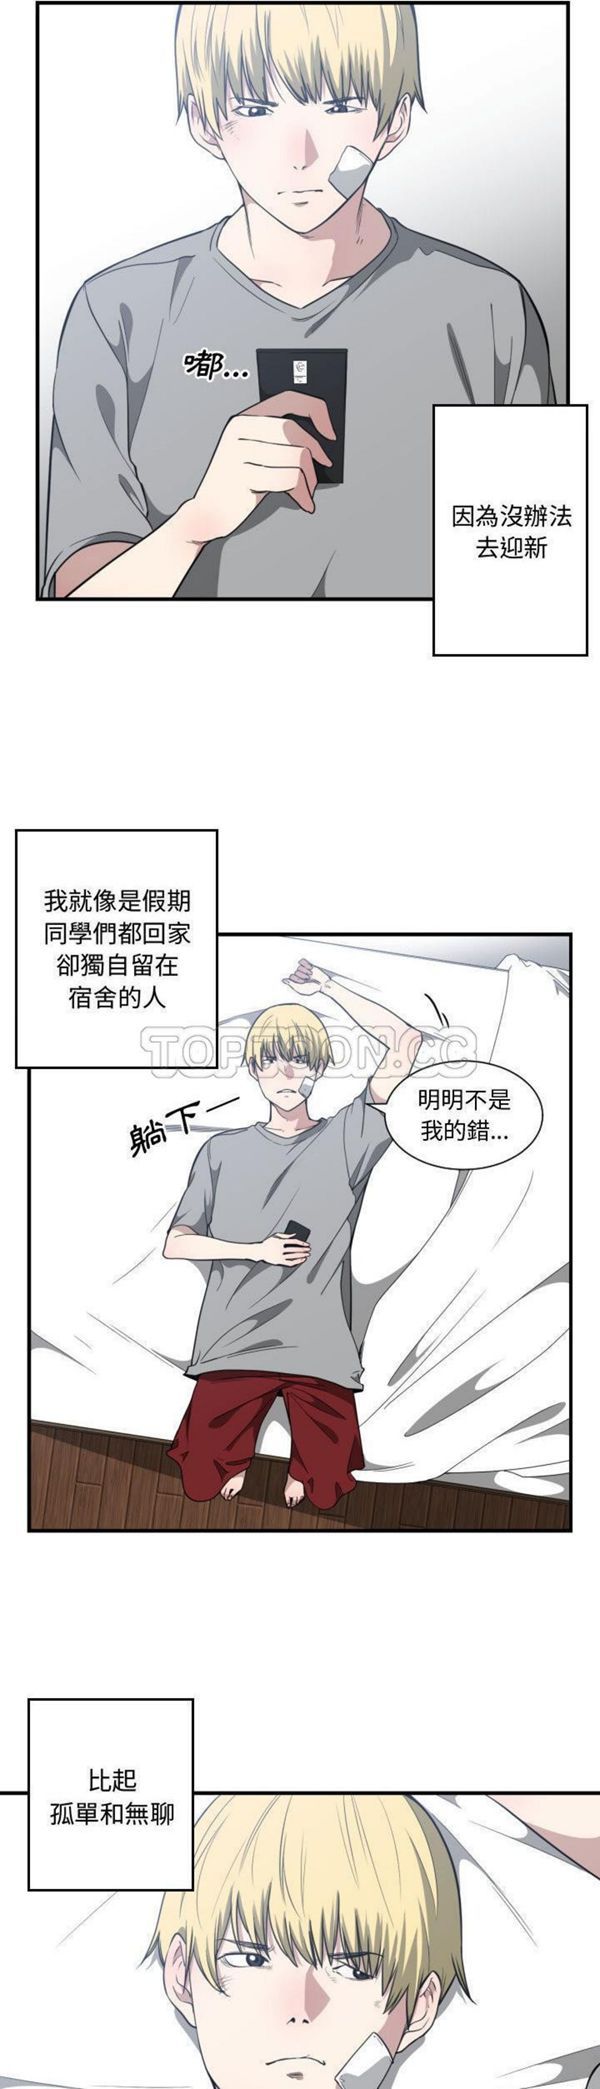 嘟...
因為沒辦法
去迎新
我就像是假期
同學們都回家
卻獨自留在
宿舍的人
TOPTOON.CC
躺下一
明明不是
我的錯...
比起
孤單和無聊